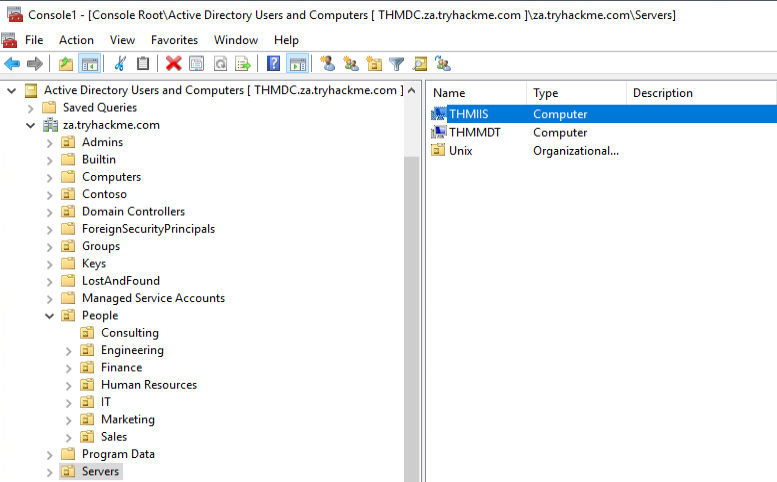 Console1 - [Console Root\Active Directory Users and Computers [ THMDC.za.tryhackme.com ]\za.tryhackme.com\Servers]
File Action View Favorites Window Help
Active Directory Users and Computers [ THMDC.za.tryhackme.com ]
Saved Queries
za.tryhackme.com
Admins
Builtin
Computers
Contoso
Domain Controllers
ForeignSecurityPrincipals
Groups
Keys
LostAndFound
Managed Service Accounts
People
Consulting
Engineering
Finance
Human Resources
IT
Marketing
Sales
Program Data
Servers
Name Type Description
THMIIS Computer
THMMDT Computer
Unix Organizational...